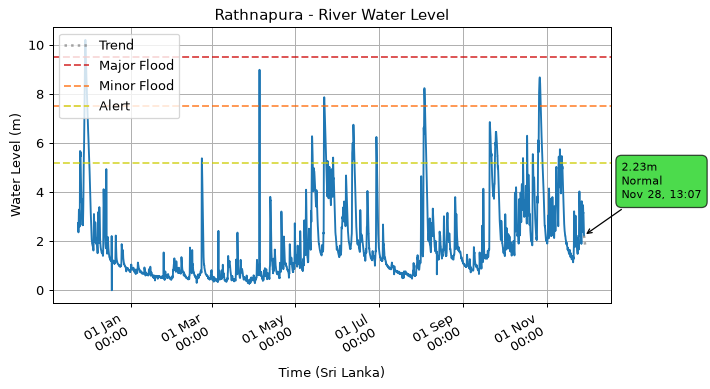 Rathnapura - River Water Level
Trend
Major Flood
Minor Flood
Alert
10
8
6
4
2
0
Water Level (m)
2.23m
Normal
Nov 28, 13:07
01 Jan
00:00
01 Mar
00:00
01 May
00:00
01 Jul
00:00
01 Sep
00:00
01 Nov
00:00
Time (Sri Lanka)